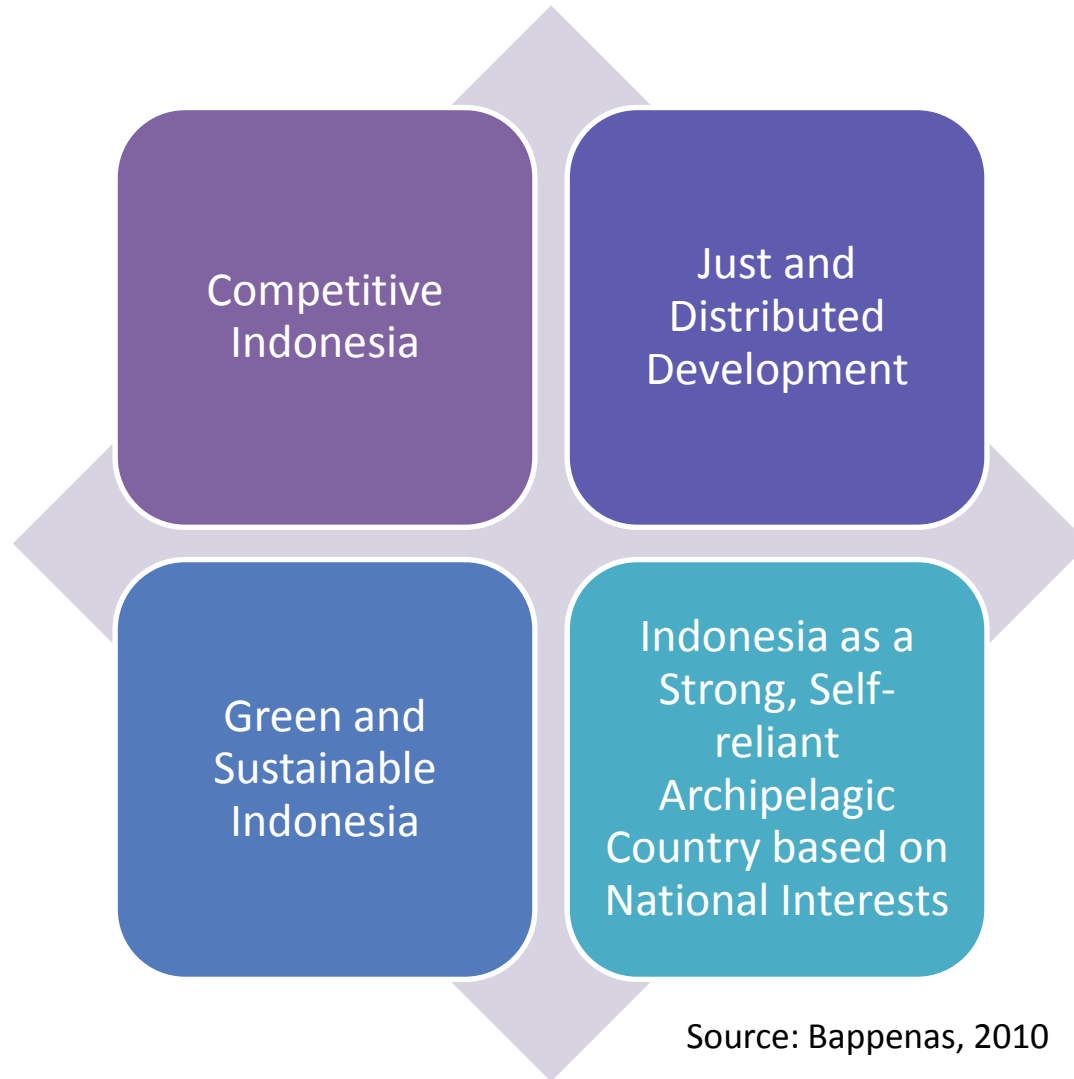 Competitive
Indonesia
Just and
Distributed
Development
Green and
Sustainable
Indonesia
Indonesia as a
Strong, Self-
reliant
Archipelagic
Country based on
National Interests
Source: Bappenas, 2010